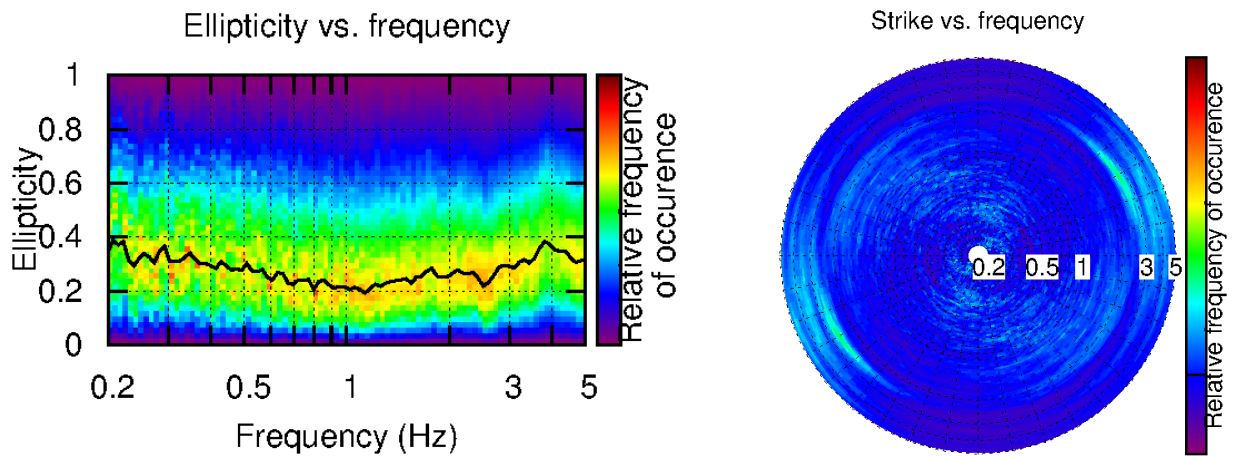 Ellipticity vs. frequency
1
0.8
0.6
0.4
0.2
0
Ellipticity
0.2 0.5 1 3 5
Frequency (Hz)
Relative frequency
of occurence
Strike vs. frequency
0.2 0.5 1 3 5
Relative frequency of occurence